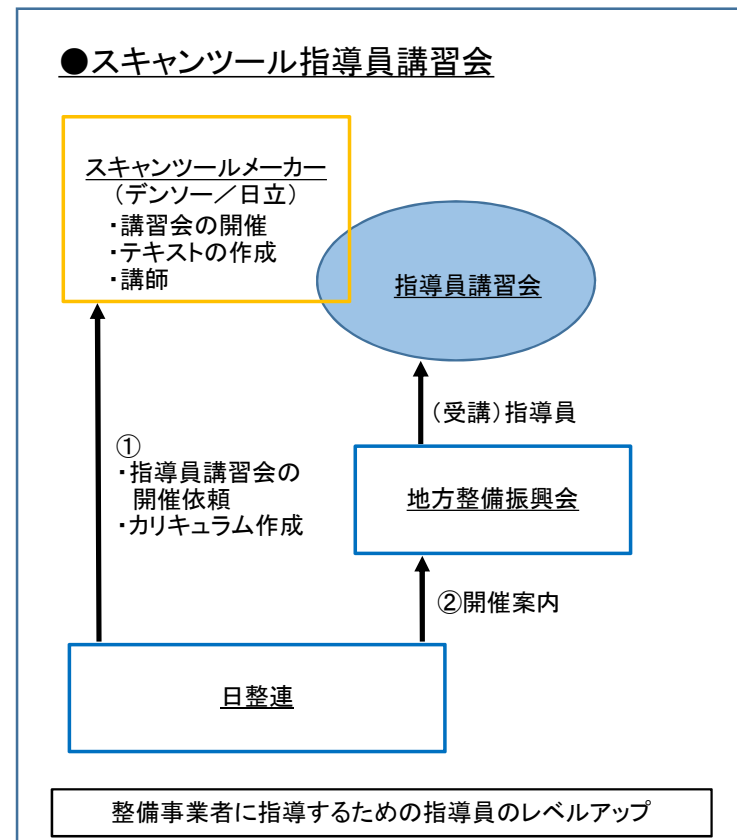 ●スキャンツール指導員講習会
スキャンツールメーカー
(デンソー／日立)
・講習会の開催
・テキストの作成
・講師
指導員講習会
(受講)指導員
①
・指導員講習会の
開催依頼
・カリキュラム作成
地方整備振興会
②開催案内
日整連
整備事業者に指導するための指導員のレベルアップ